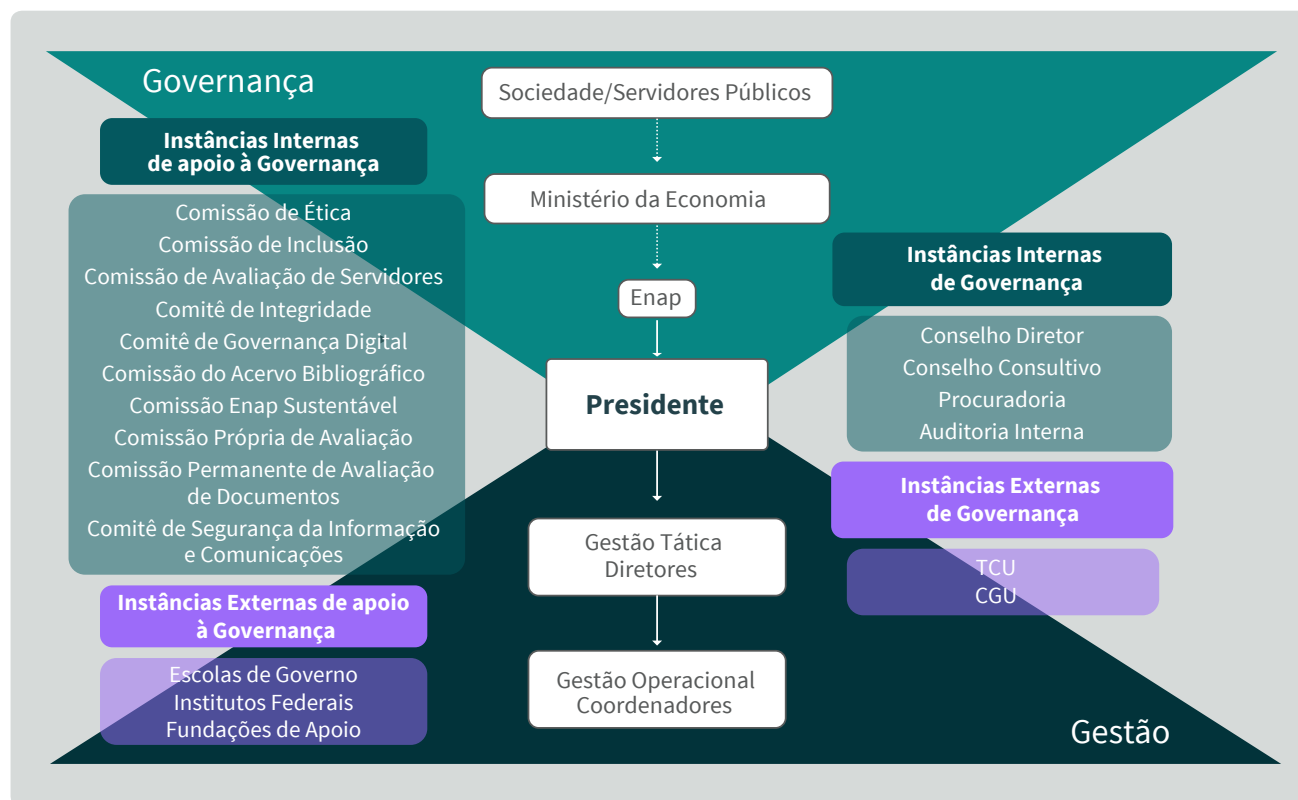 Governança
Sociedade/Servidores Públicos
Instâncias Internas
de apoio à Governança
Comissão de Ética
Comissão de Inclusão
Comissão de Avaliação de Servidores
Comitê de Integridade
Comitê de Governança Digital
Comissão do Acervo Bibliográfico
Comissão Enap Sustentável
Comissão Própria de Avaliação
Comissão Permanente de Avaliação
de Documentos
Comitê de Segurança da Informação
e Comunicações
Instâncias Externas de apoio
à Governança
Escolas de Governo
Institutos Federais
Fundações de Apoio
Ministério da Economia
Enap
Presidente
Gestão Tática
Diretores
Gestão Operacional
Coordenadores
Instâncias Internas
de Governança
Conselho Diretor
Conselho Consultivo
Procuradoria
Auditoria Interna
Instâncias Externas
de Governança
TCU
CGU
Gestão